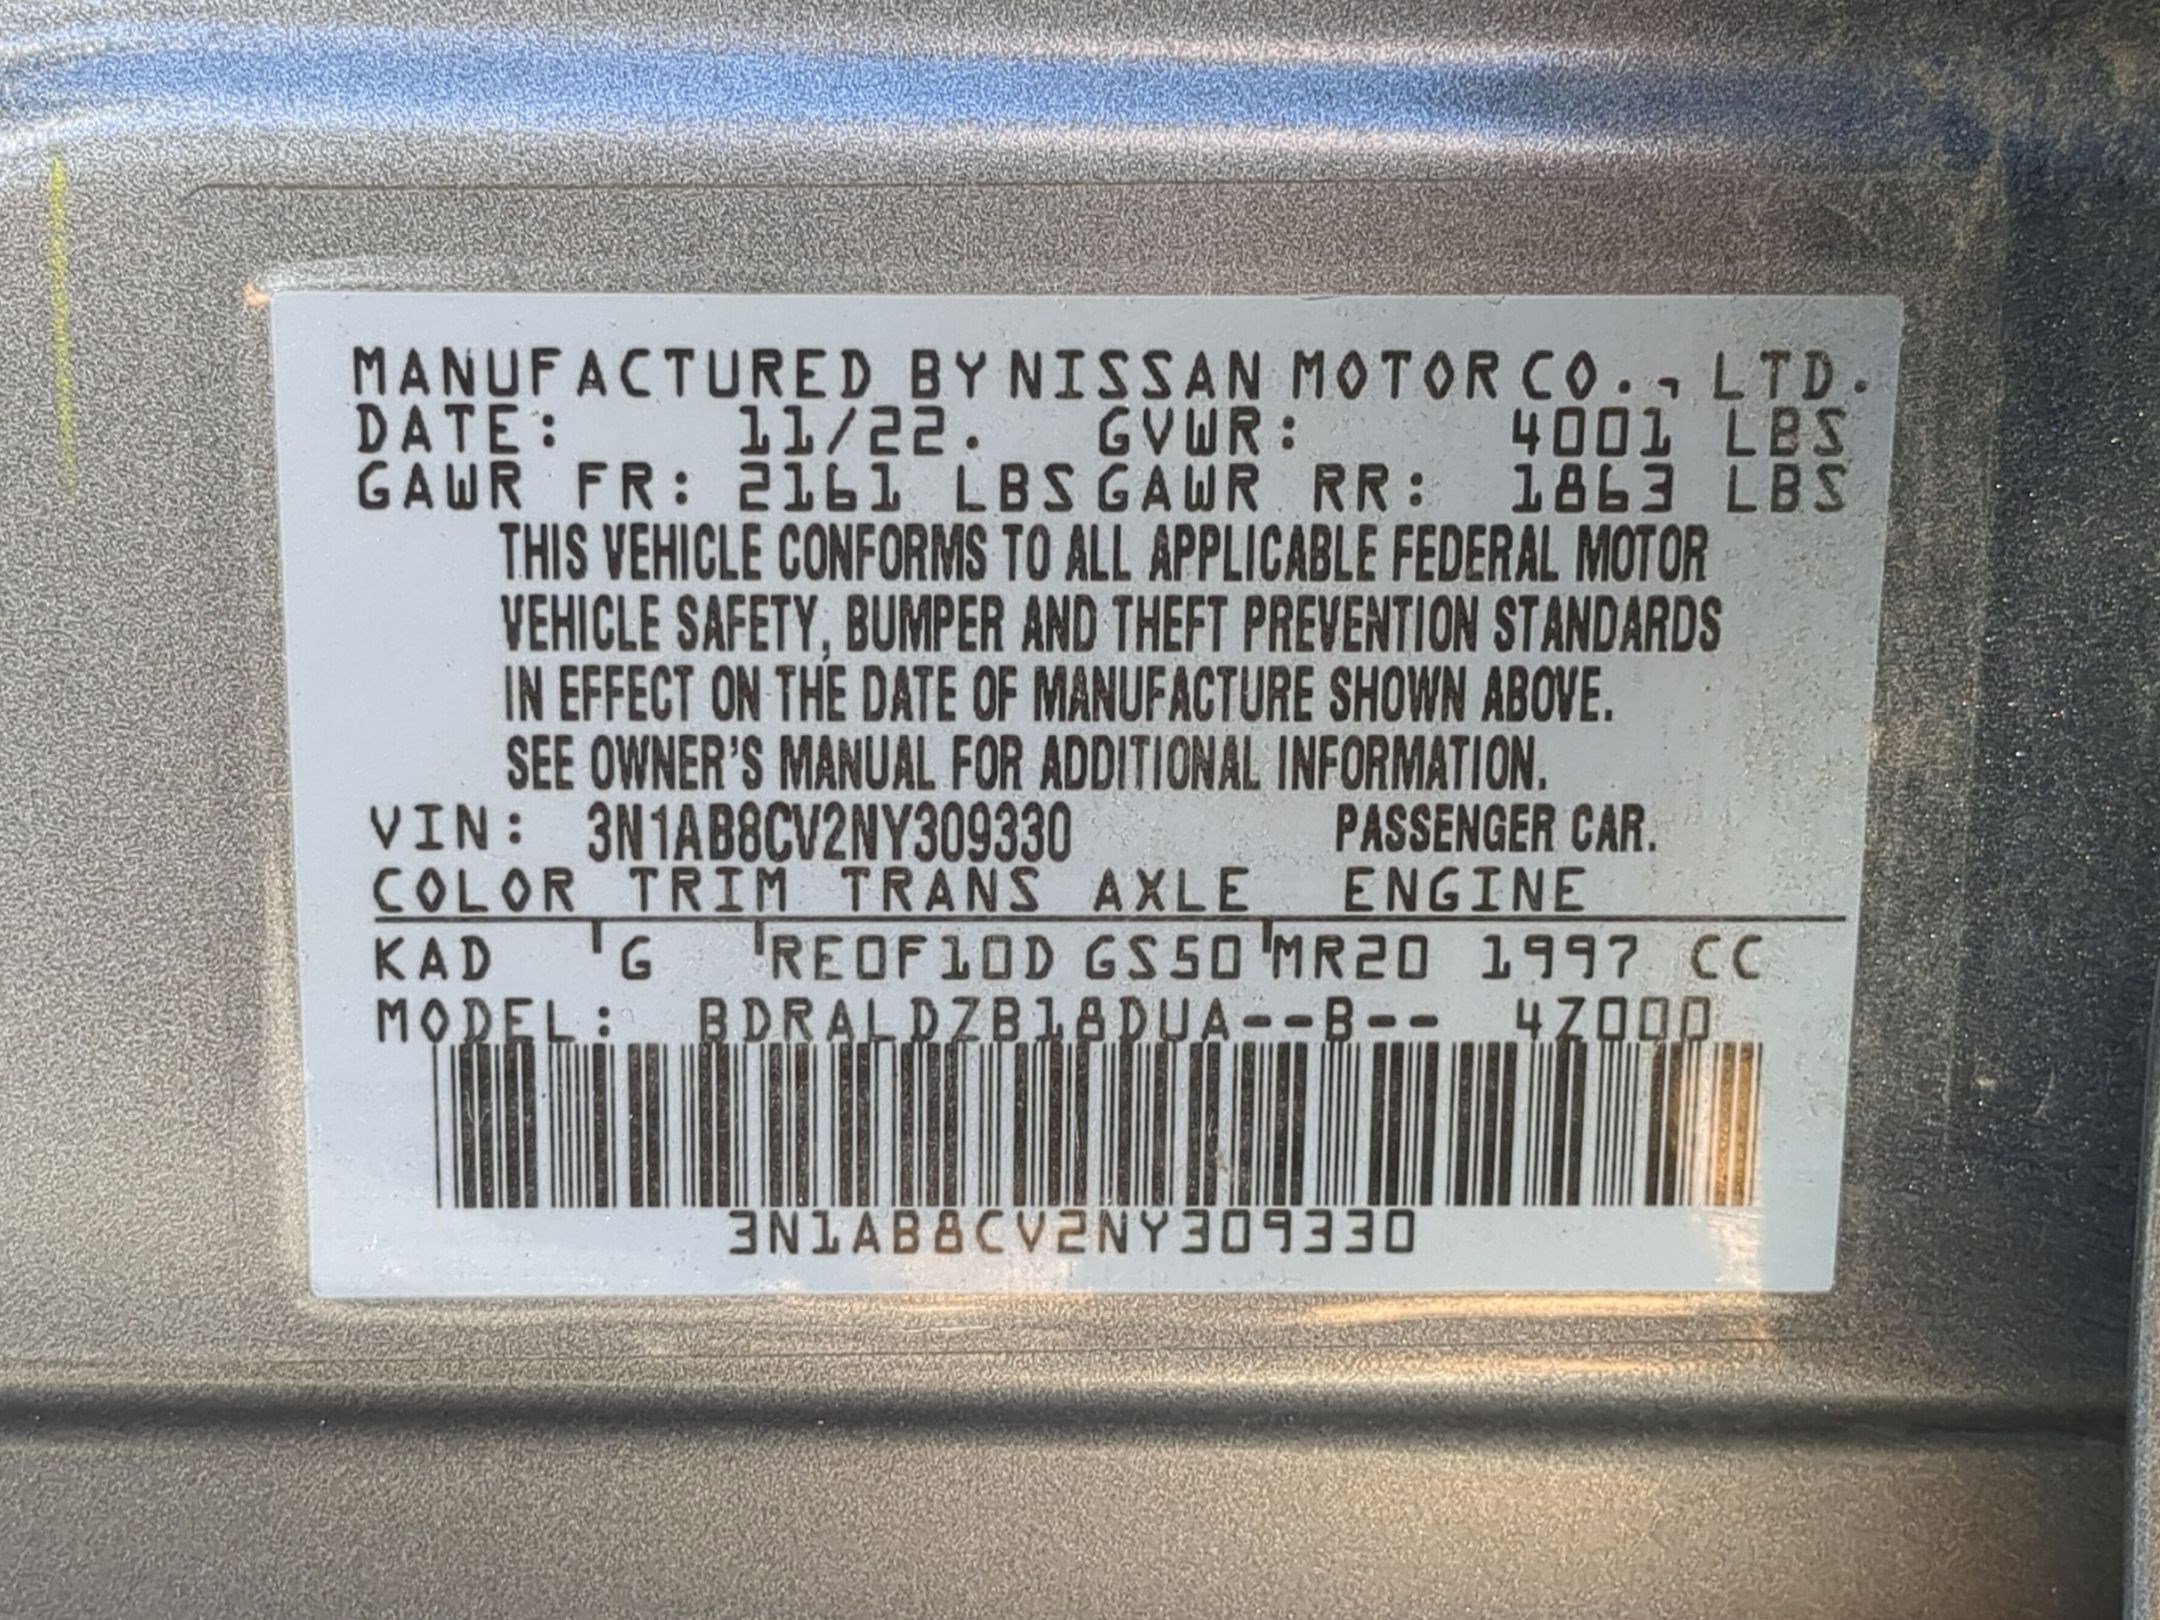 MANUFACTURED BY NISSAN MOTOR CO., LTD.
DATE: 11/22. GVWR: 4001 LBS
GAWR FR: 2161 LBS GAWR RR: 1863 LBS
THIS VEHICLE CONFORMS TO ALL APPLICABLE FEDERAL MOTOR
VEHICLE SAFETY, BUMPER AND THEFT PREVENTION STANDARDS
IN EFFECT ON THE DATE OF MANUFACTURE SHOWN ABOVE.
SEE OWNER'S MANUAL FOR ADDITIONAL INFORMATION.
VIN: 3N1AB8CV2NY309330 PASSENGER CAR.
COLOR TRIM TRANS AXLE ENGINE
KAD G RE0F10D GS50 MR20 1997 CC
MODEL: BDRALDZB18DUA--B-- 4Z000
3N1AB8CV2NY309330